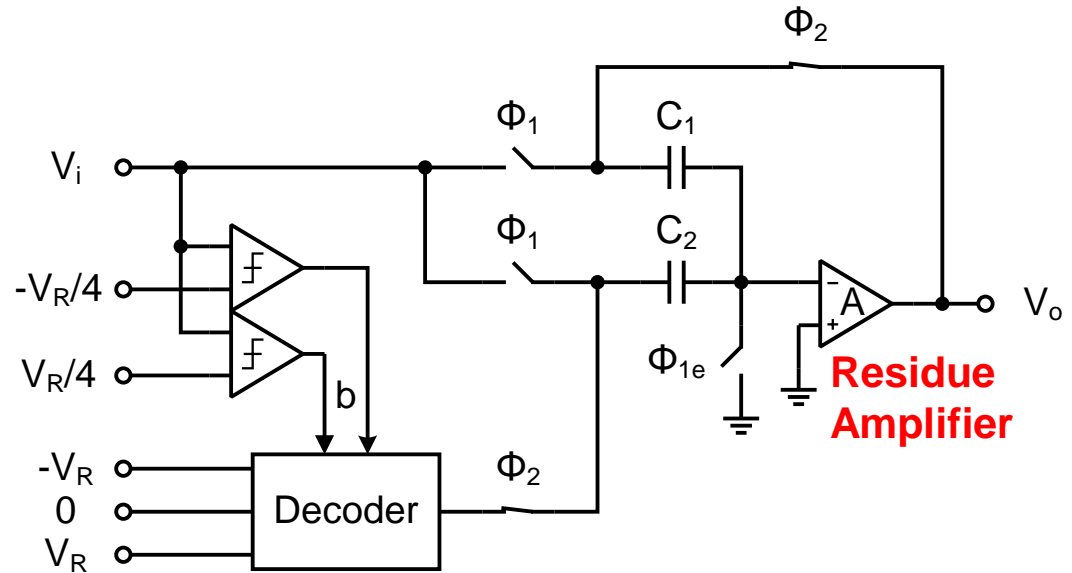 Φ2
Φ1
C1
Vi
Φ1
C2
-VR/4
A
Vo
VR/4
Φ1e
Residue
Amplifier
b
-VR
Φ2
0
Decoder
VR